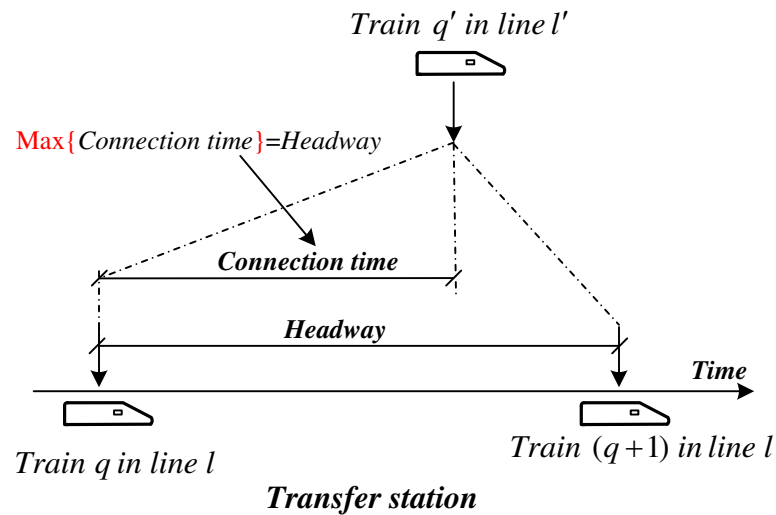 Train q′ in line l′
Max{Connection time}=Headway
Connection time
Headway
Time
Train q in line l
Train (q+1) in line l
Transfer station